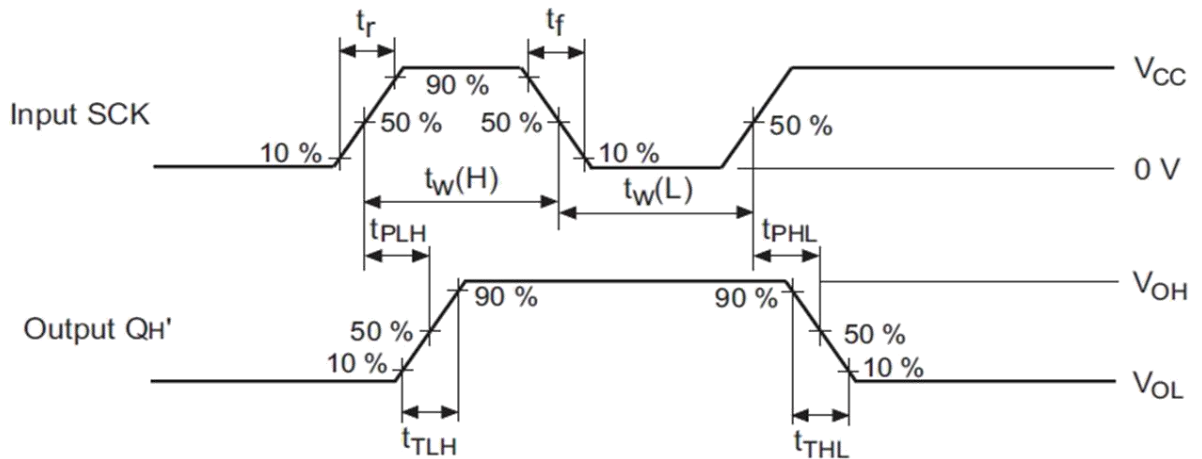 tr
tf
90 %
VCC
Input SCK
50 %
50 %
50 %
10 %
10 %
0 V
tw(H)
tw(L)
tPLH
tPHL
90 %
90 %
VOH
Output QH'
50 %
50 %
10 %
10 %
VOL
tTLH
tTHL